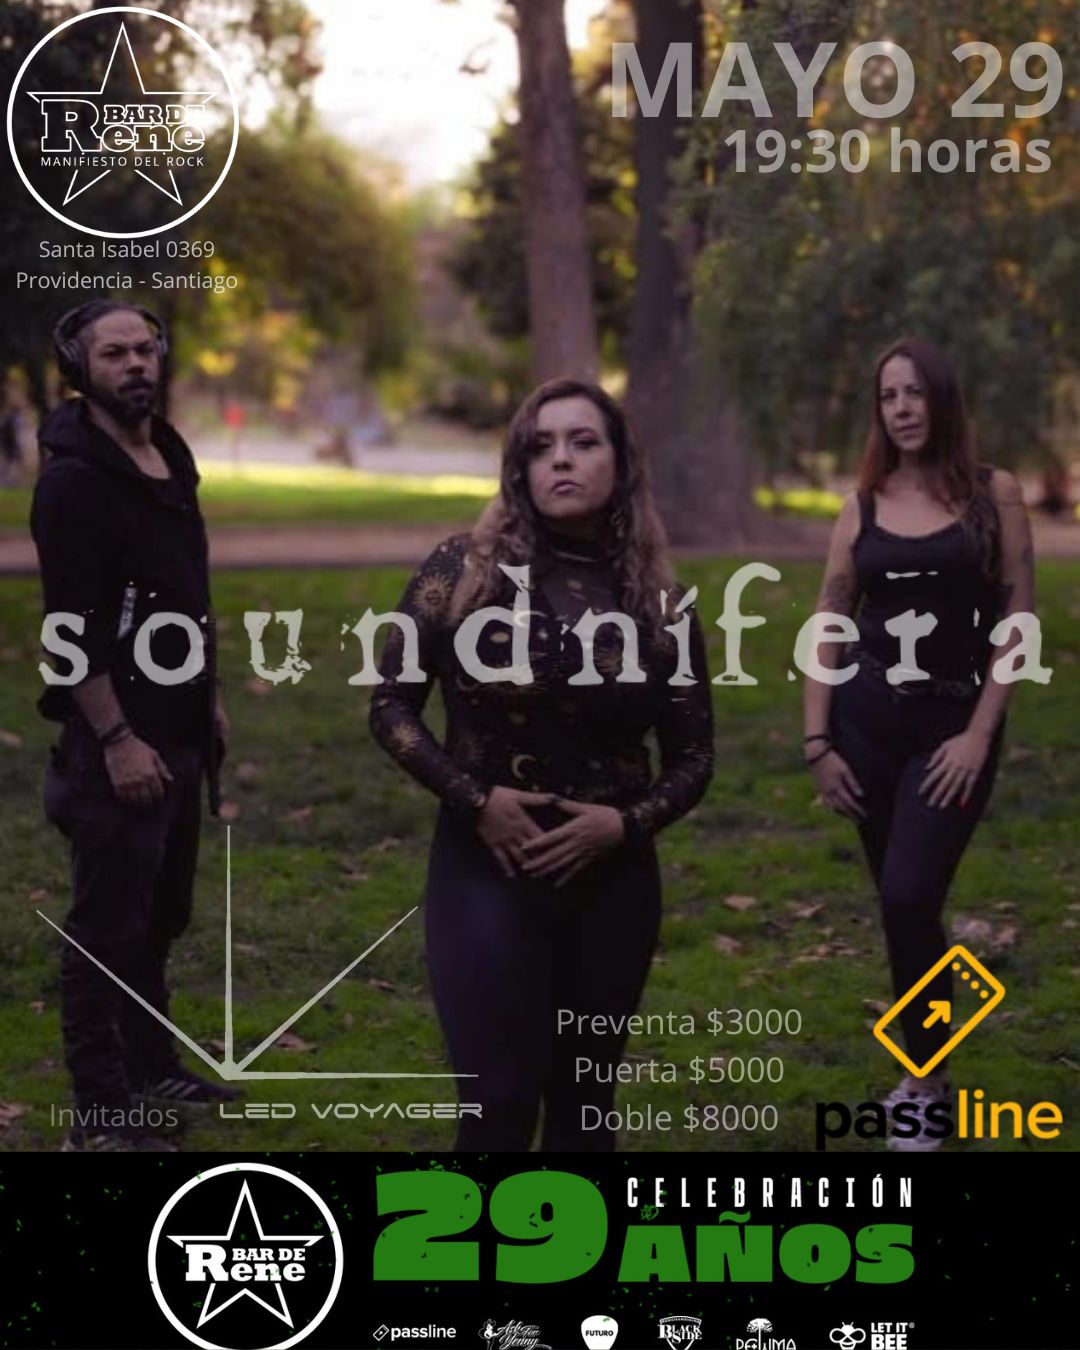 BAR DE
Rene
MANIFIESTO DEL ROCK
Santa Isabel 0369
Providencia - Santiago
MAYO 29
19:30 horas
soundnífera
Preventa $3000
Puerta $5000
Doble $8000
passline
Invitados
LED VOYAGER
BAR DE
Rene
29
CELEBRACIÓN
AÑOS
passline
FUTURO
BLACK SIDE
LET IT
BEE